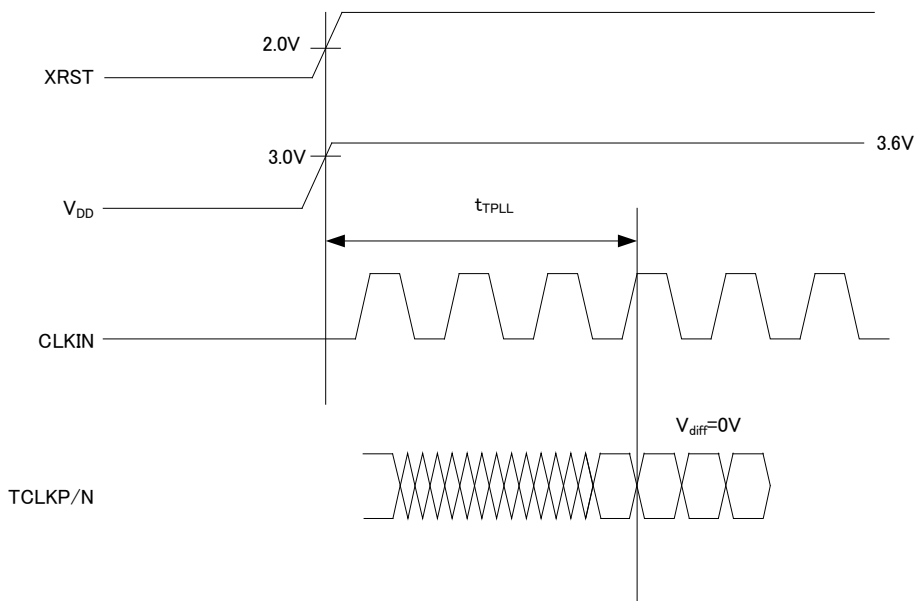 2.0V
XRST
3.0V
3.6V
VDD
tTPLL
CLKIN
Vdiff=0V
TCLKP/N